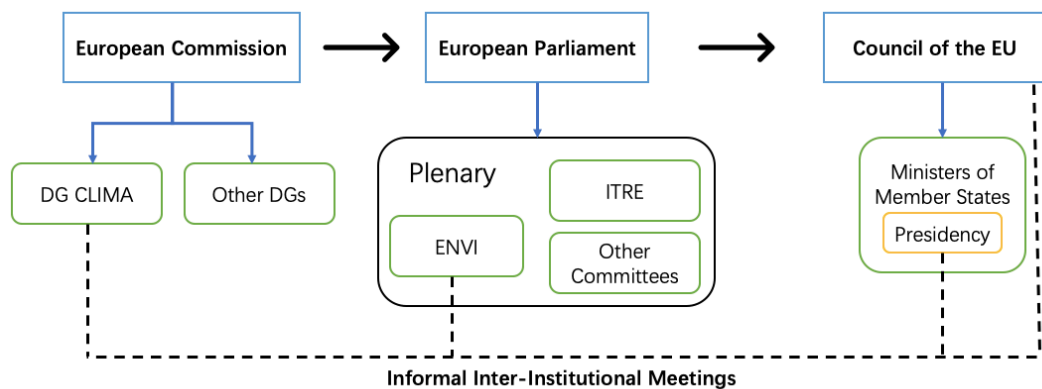 European Commission
European Parliament
Council of the EU
DG CLIMA
Other DGs
Plenary
ITRE
ENVI
Other
Committees
Ministers of
Member States
Presidency
Informal Inter-Institutional Meetings